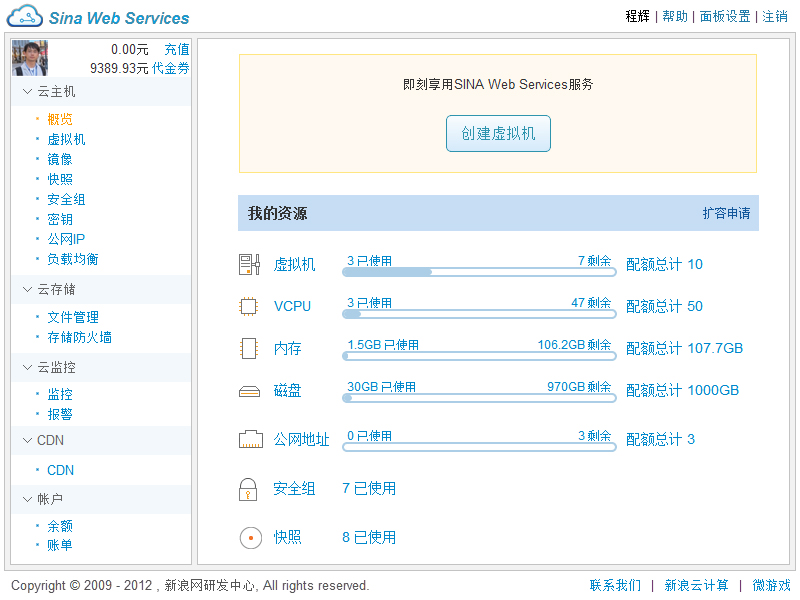 Sina Web Services
程辉 | 帮助 | 面板设置 | 注销
0.00元 充值
9389.93元 代金券
云主机
概览
虚拟机
镜像
快照
安全组
密钥
公网IP
负载均衡
云存储
文件管理
存储防火墙
云监控
监控
报警
CDN
CDN
帐户
余额
账单
即刻享用SINA Web Services服务
创建虚拟机
我的资源 扩容申请
虚拟机 3 已使用 7 剩余 配额总计 10
VCPU 3 已使用 47 剩余 配额总计 50
内存 1.5GB 已使用 106.2GB 剩余 配额总计 107.7GB
磁盘 30GB 已使用 970GB 剩余 配额总计 1000GB
公网地址 0 已使用 3 剩余 配额总计 3
安全组 7 已使用
快照 8 已使用
Copyright © 2009 - 2012 , 新浪网研发中心, All rights reserved. 联系我们 | 新浪云计算 | 微游戏